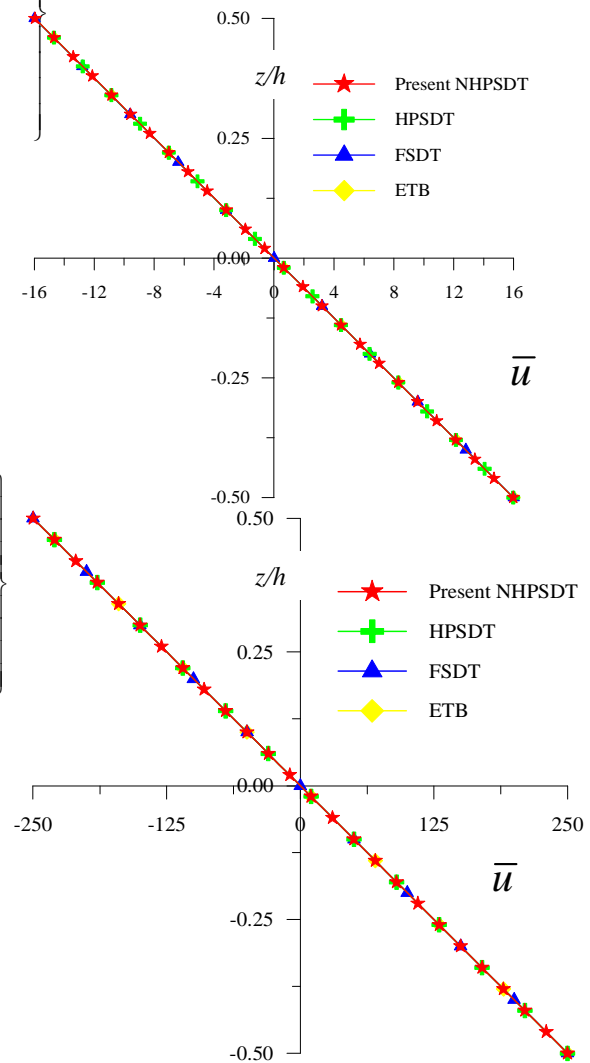 0.50
z/h
Present NHPSDT
HPSDT
0.25
FSDT
ETB
0.00
-16 -12 -8 -4 0 4 8 12 16
-0.25
u̅
-0.50
0.50
z/h
Present NHPSDT
HPSDT
0.25
FSDT
ETB
0.00
-250 -125 0 125 250
u̅
-0.25
-0.50